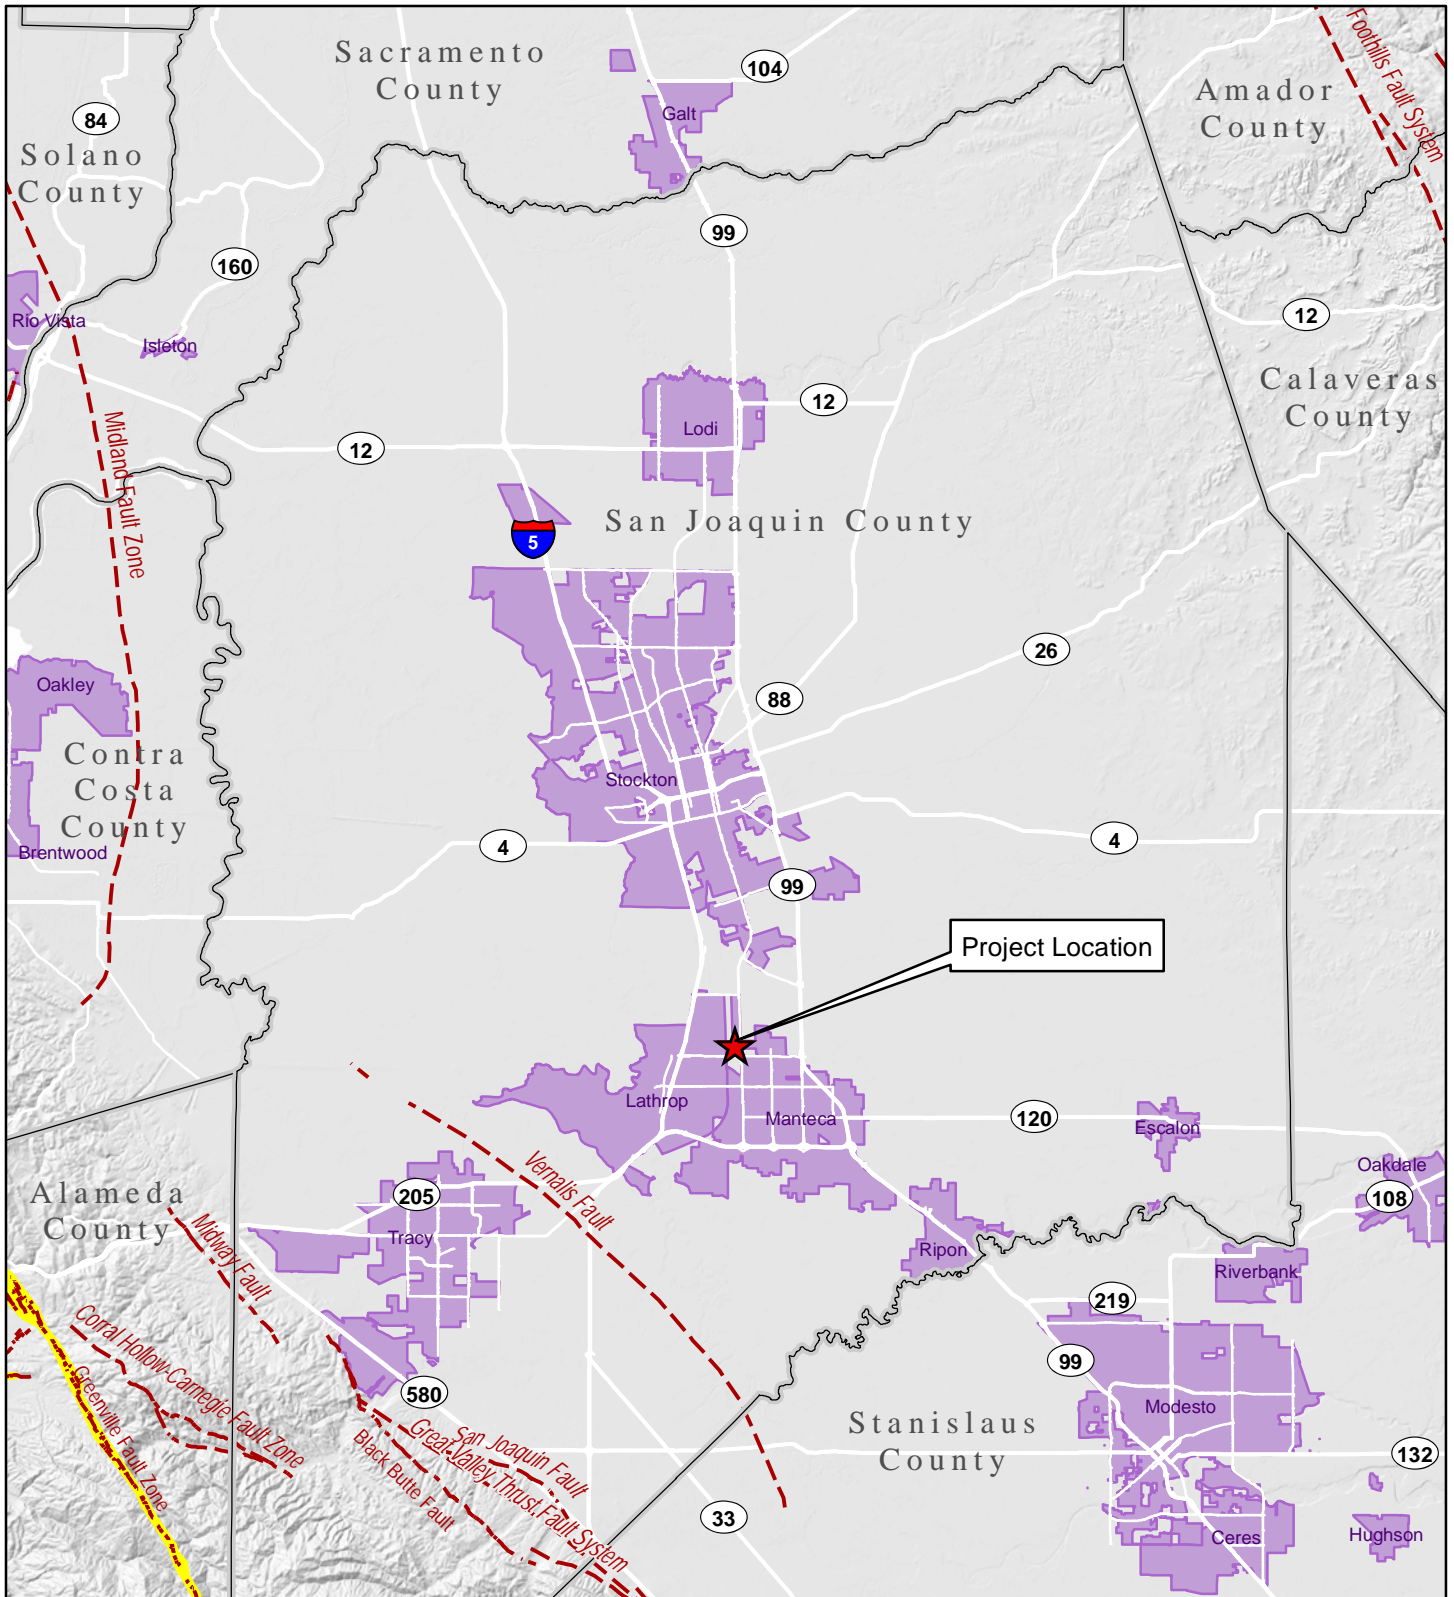 Sacramento
County
104
Foothills Fault System
Amador
County
84
Galt
Solano
County
99
160
Rio Vista
Isleton
12
Calaveras
County
12
Midland Fault Zone
Lodi
12
San Joaquin County
5
26
Oakley
88
Contra
Costa
County
Stockton
4
4
Brentwood
99
Project Location
Lathrop
Manteca
120
Escalon
Oakdale
108
Vernalis Fault
Alameda
County
205
Midway Fault
Tracy
Ripon
Riverbank
219
Corral Hollow-Carnegie Fault Zone
99
580
Greenville Fault Zone
Modesto
Stanislaus
County
San Joaquin Fault
Great Valley Thrust Fault System
Black Butte Fault
132
33
Ceres
Hughson